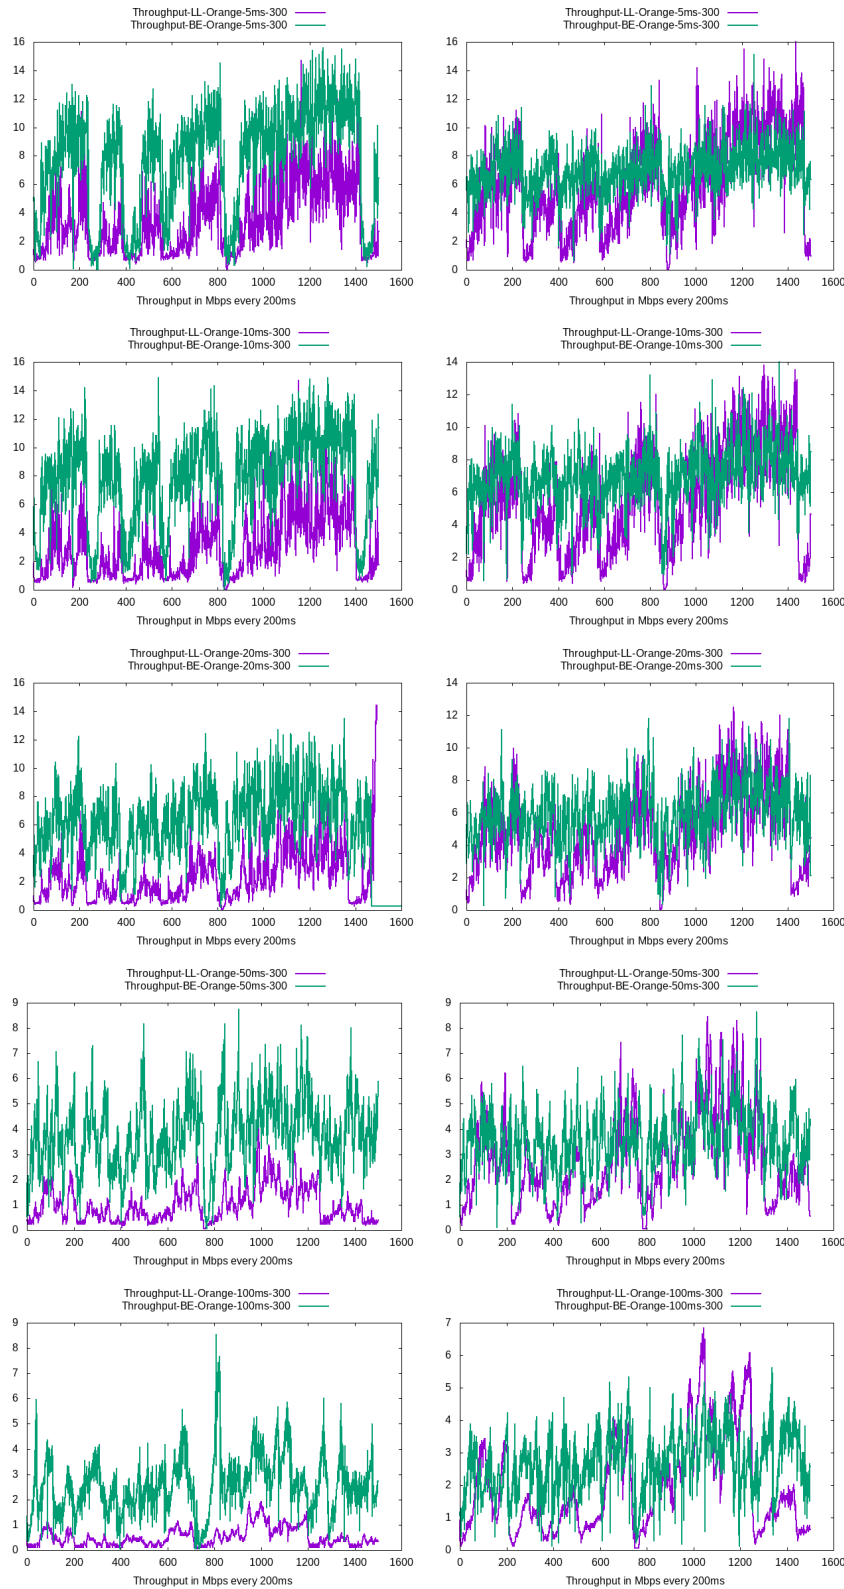 Throughput-LL-Orange-5ms-300
Throughput-BE-Orange-5ms-300
16
14
12
10
8
6
4
2
0
0 200 400 600 800 1000 1200 1400 1600
Throughput in Mbps every 200ms
Throughput-LL-Orange-5ms-300
Throughput-BE-Orange-5ms-300
16
14
12
10
8
6
4
2
0
0 200 400 600 800 1000 1200 1400 1600
Throughput in Mbps every 200ms
Throughput-LL-Orange-10ms-300
Throughput-BE-Orange-10ms-300
16
14
12
10
8
6
4
2
0
0 200 400 600 800 1000 1200 1400 1600
Throughput in Mbps every 200ms
Throughput-LL-Orange-10ms-300
Throughput-BE-Orange-10ms-300
14
12
10
8
6
4
2
0
0 200 400 600 800 1000 1200 1400 1600
Throughput in Mbps every 200ms
Throughput-LL-Orange-20ms-300
Throughput-BE-Orange-20ms-300
16
14
12
10
8
6
4
2
0
0 200 400 600 800 1000 1200 1400 1600
Throughput in Mbps every 200ms
Throughput-LL-Orange-20ms-300
Throughput-BE-Orange-20ms-300
14
12
10
8
6
4
2
0
0 200 400 600 800 1000 1200 1400 1600
Throughput in Mbps every 200ms
Throughput-LL-Orange-50ms-300
Throughput-BE-Orange-50ms-300
9
8
7
6
5
4
3
2
1
0
0 200 400 600 800 1000 1200 1400 1600
Throughput in Mbps every 200ms
Throughput-LL-Orange-50ms-300
Throughput-BE-Orange-50ms-300
9
8
7
6
5
4
3
2
1
0
0 200 400 600 800 1000 1200 1400 1600
Throughput in Mbps every 200ms
Throughput-LL-Orange-100ms-300
Throughput-BE-Orange-100ms-300
9
8
7
6
5
4
3
2
1
0
0 200 400 600 800 1000 1200 1400 1600
Throughput in Mbps every 200ms
Throughput-LL-Orange-100ms-300
Throughput-BE-Orange-100ms-300
7
6
5
4
3
2
1
0
0 200 400 600 800 1000 1200 1400 1600
Throughput in Mbps every 200ms